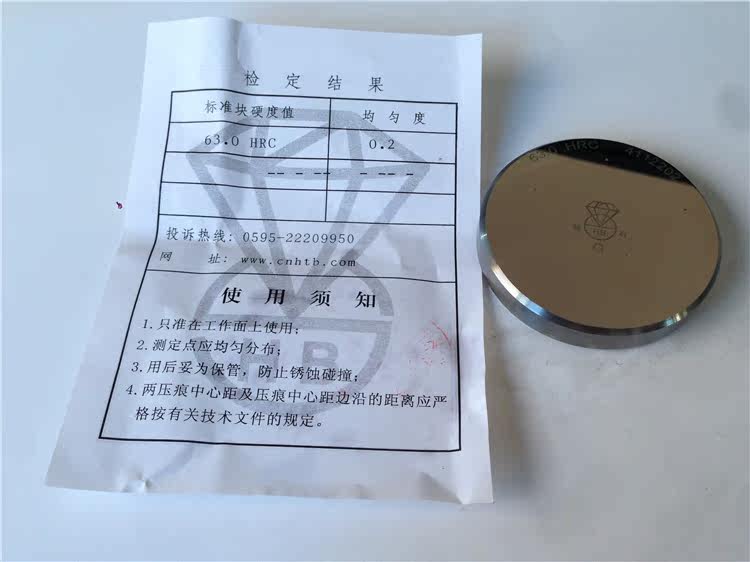 检定结果
标准块硬度值 均匀度
63.0 HRC 0.2
-- - -- - ---
投诉热线: 0595-22209950
网 址: www.cnhtb.com
使用须知
1.只准在工作面上使用;
2.测定点应均匀分布;
3.用后妥为保管,防止锈蚀碰撞;
4.两压痕中心距及压痕中心距边沿的距离应严
格按有关技术文件的规定。
HB
63.0 HRC
HB